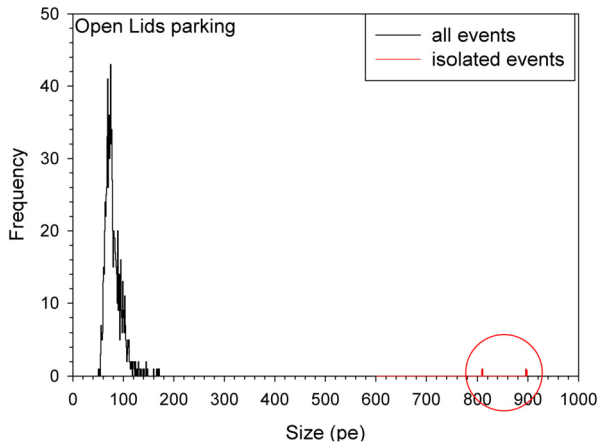 Open Lids parking
all events
isolated events
50
40
30
20
10
0
Frequency
0 100 200 300 400 500 600 700 800 900 1000
Size (pe)